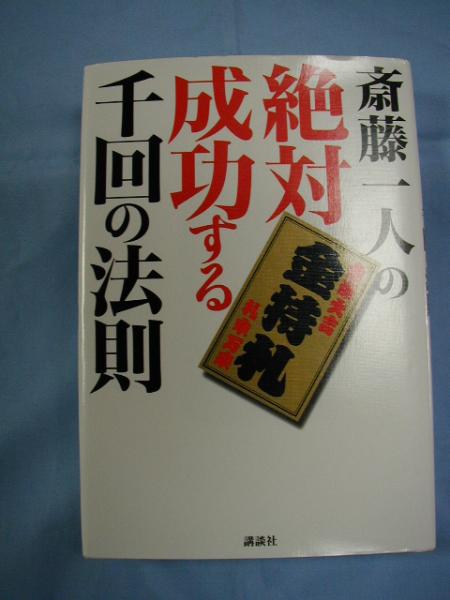 斎藤一人の
絶対
成功する
千回の法則
金持札
講談社